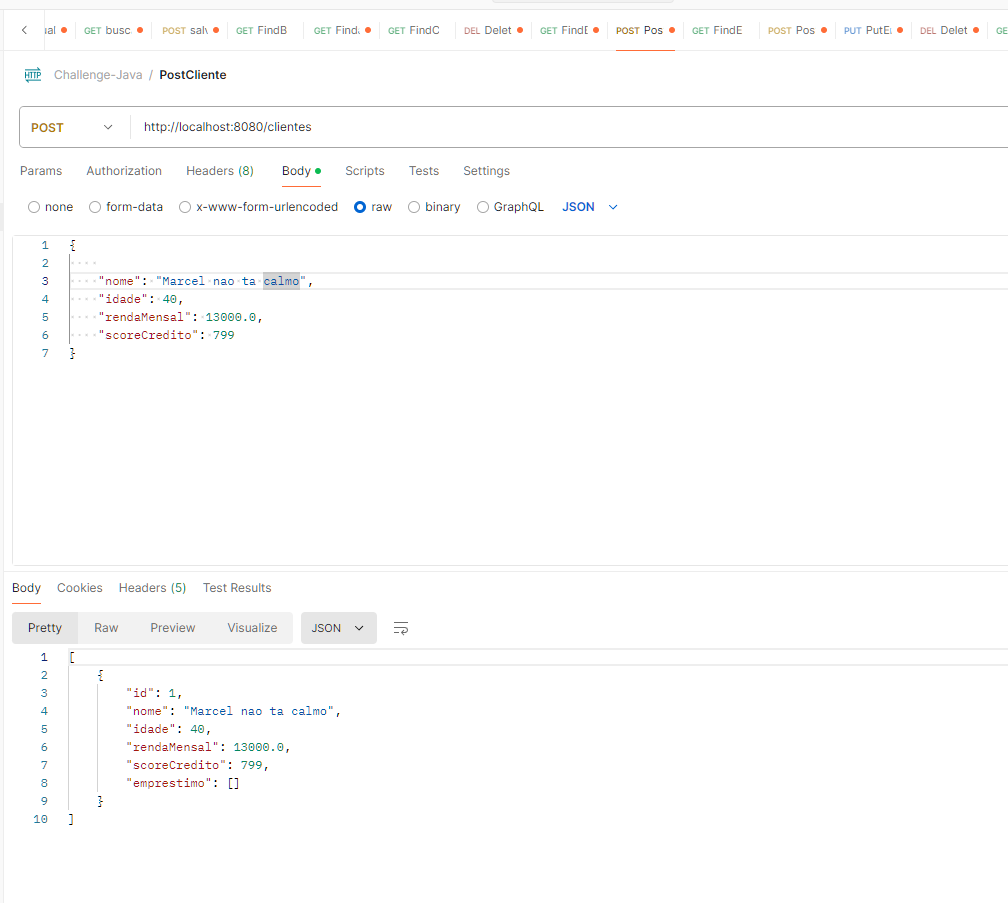 ual GET busc. POST salv GET FindB GET Find GET FindC DEL Delet GET FindE POST Pos GET FindE POST Pos PUT PutE DEL Delet GE
HTTP Challenge-Java / PostCliente
POST http://localhost:8080/clientes
Params Authorization Headers (8) Body Scripts Tests Settings
none form-data x-www-form-urlencoded raw binary GraphQL JSON
1 {
2
3 "nome": "Marcel nao ta calmo",
4 "idade": 40,
5 "rendaMensal": 13000.0,
6 "scoreCredito": 799
7 }
Body Cookies Headers (5) Test Results
Pretty Raw Preview Visualize JSON
1 [
2 {
3 "id": 1,
4 "nome": "Marcel nao ta calmo",
5 "idade": 40,
6 "rendaMensal": 13000.0,
7 "scoreCredito": 799,
8 "emprestimo": []
9 }
10 ]